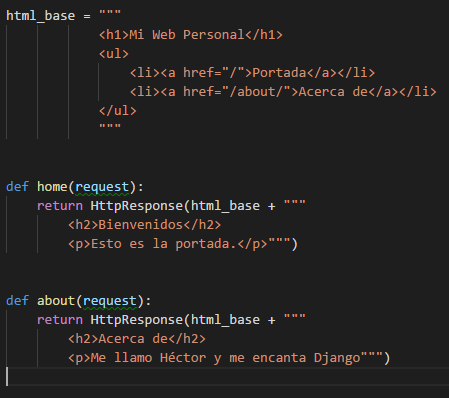 html_base = """
<h1>Mi Web Personal</h1>
<ul>
<li><a href="/">Portada</a></li>
<li><a href="/about/">Acerca de</a></li>
</ul>
"""
def home(request):
return HttpResponse(html_base + """
<h2>Bienvenidos</h2>
<p>Esto es la portada.</p>""")
def about(request):
return HttpResponse(html_base + """
<h2>Acerca de</h2>
<p>Me llamo Héctor y me encanta Django""")